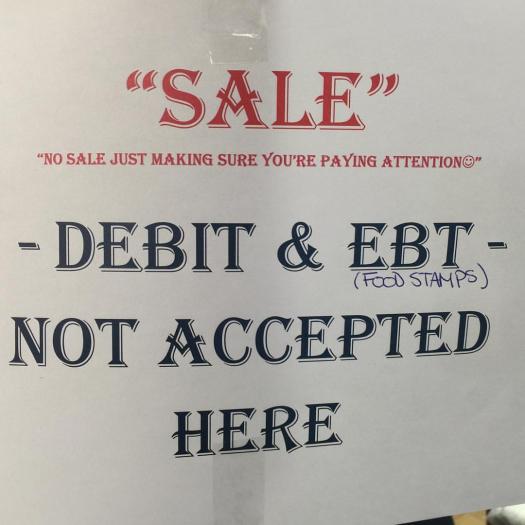 “SALE”
“NO SALE JUST MAKING SURE YOU’RE PAYING ATTENTION☺”
- DEBIT & EBT -
(FOOD STAMPS)
NOT ACCEPTED
HERE